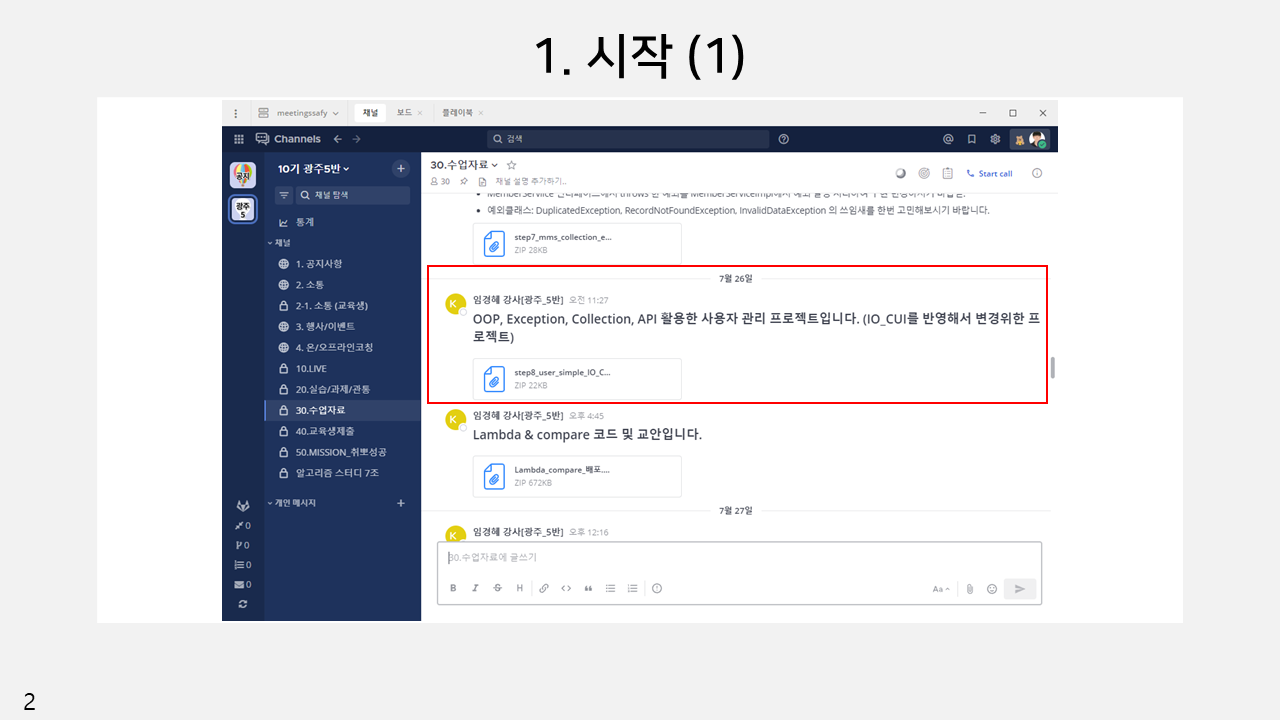 1. 시작 (1)
meetingssafy
채널
보드
플레이북
Channels
검색
공지
광주
5
10기 광주5반
채널 탐색
통계
채널
1. 공지사항
2. 소통
2-1. 소통 (교육생)
3. 행사/이벤트
4. 온/오프라인코칭
10.LIVE
20.실습/과제/관통
30.수업자료
40.교육생제출
50.MISSION_취뽀성공
알고리즘 스터디 7조
개인 메시지
0
0
0
0
30.수업자료
30
채널 설명 추가하기..
Start call
예외클래스: DuplicatedException, RecordNotFoundException, InvalidDataException 의 쓰임새를 한번 고민해보시기 바랍니다.
step7_mms_collection_e...
ZIP 28KB
7월 26일
K
임경혜 강사[광주_5반] 오전 11:27
OOP, Exception, Collection, API 활용한 사용자 관리 프로젝트입니다. (IO_CUI를 반영해서 변경위한 프
로젝트)
step8_user_simple_IO_C...
ZIP 22KB
K
임경혜 강사[광주_5반] 오후 4:45
Lambda & compare 코드 및 교안입니다.
Lambda_compare_배포....
ZIP 672KB
7월 27일
K
임경혜 강사[광주_5반] 오후 12:16
30.수업자료에 글쓰기
B I S H
Aa
2